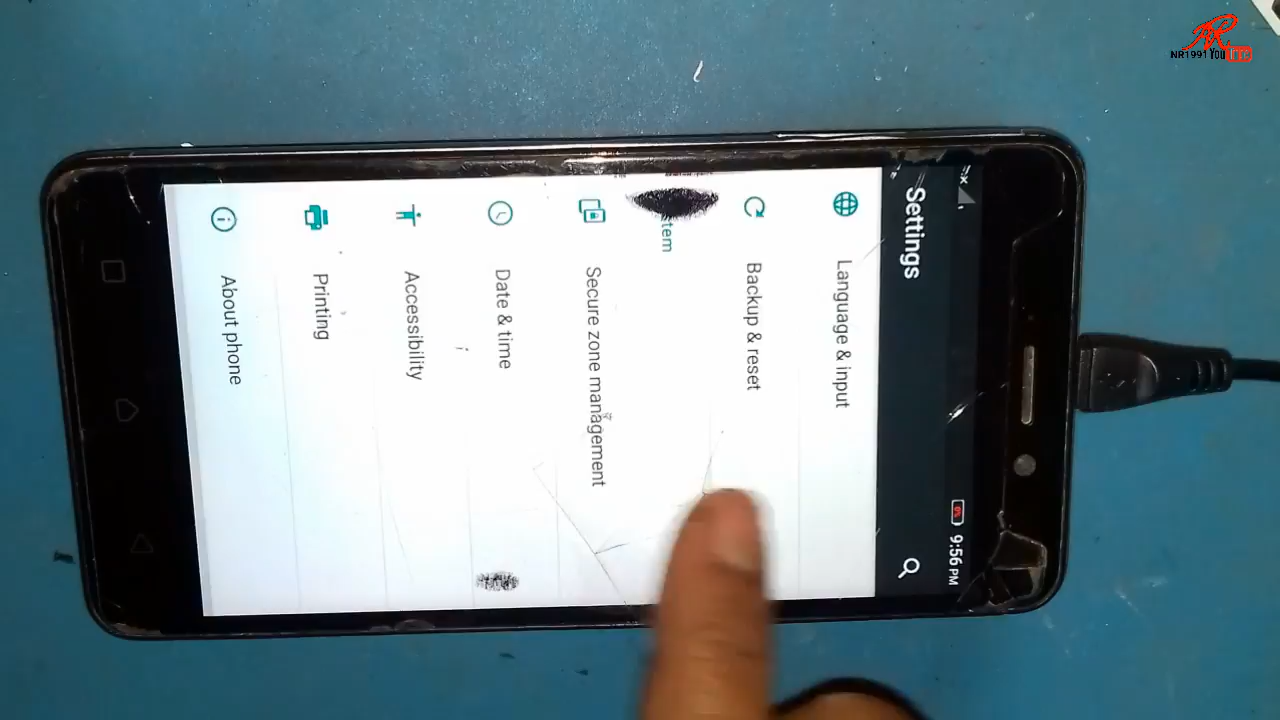 NR1991 YOU
9:56 PM
Settings
Language & input
Backup & reset
tem
Secure zone management
Date & time
Accessibility
Printing
About phone